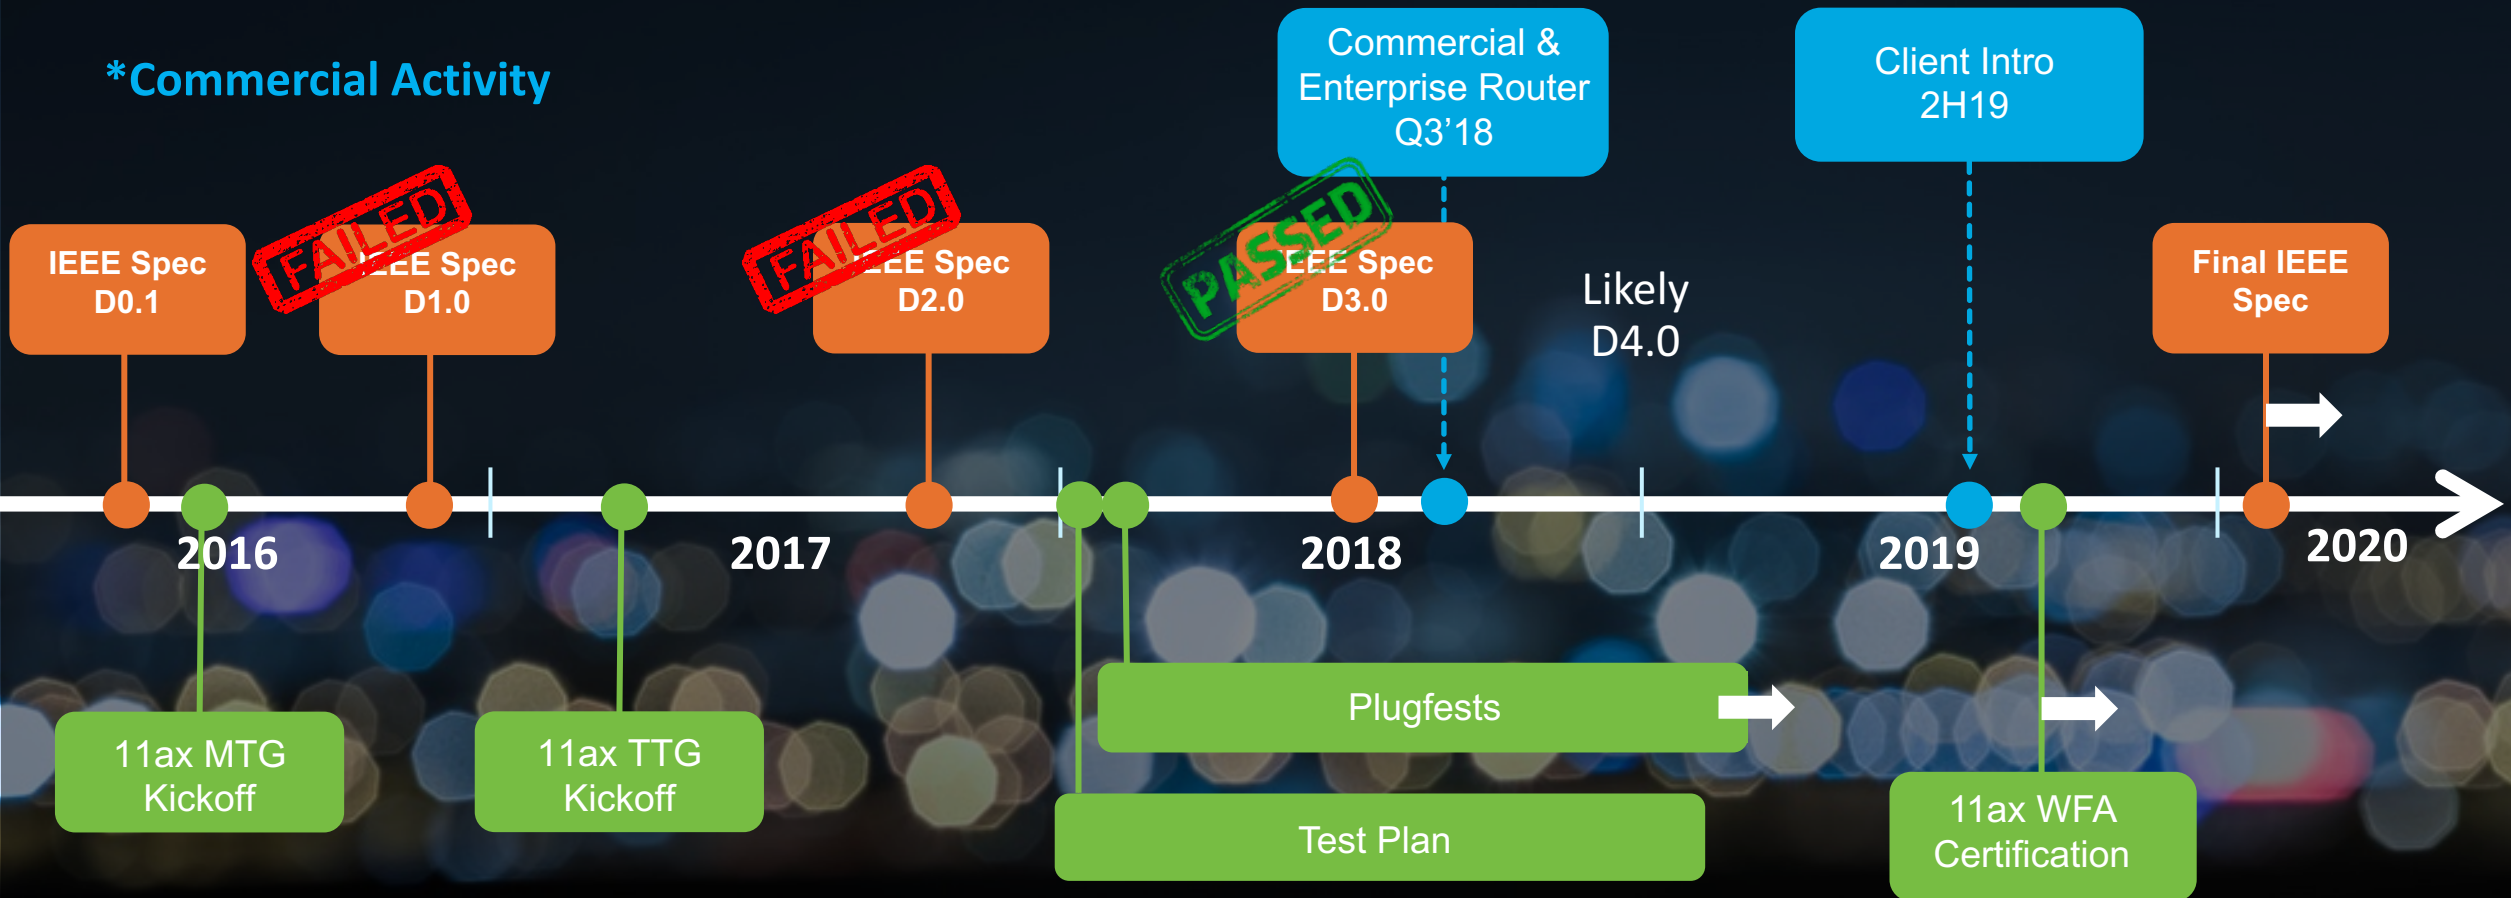 *Commercial Activity
Commercial &
Enterprise Router
Q3’18
Client Intro
2H19
IEEE Spec
D0.1
FAILED
IEEE Spec
D1.0
FAILED
IEEE Spec
D2.0
PASSED
IEEE Spec
D3.0
Likely
D4.0
Final IEEE
Spec
2016
2017
2018
2019
2020
11ax MTG
Kickoff
11ax TTG
Kickoff
Plugfests
Test Plan
11ax WFA
Certification